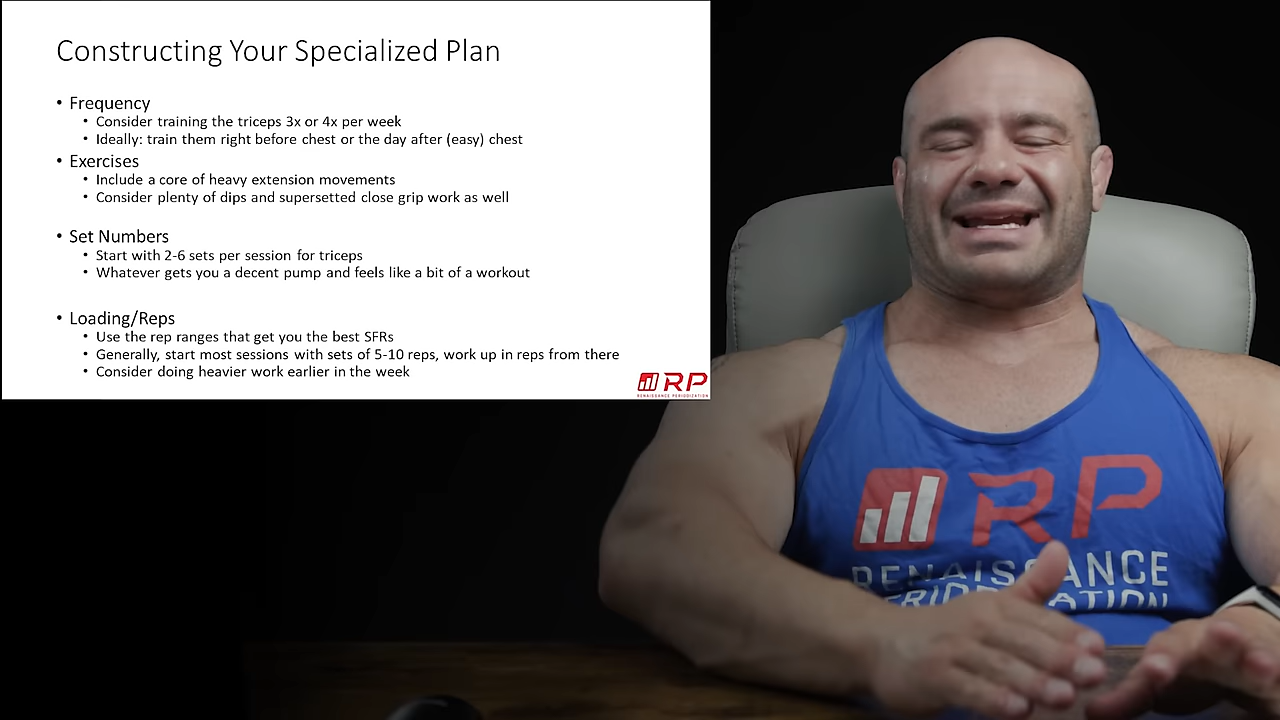 Constructing Your Specialized Plan
• Frequency
• Consider training the triceps 3x or 4x per week
• Ideally: train them right before chest or the day after (easy) chest
• Exercises
• Include a core of heavy extension movements
• Consider plenty of dips and supersetted close grip work as well
• Set Numbers
• Start with 2-6 sets per session for triceps
• Whatever gets you a decent pump and feels like a bit of a workout
• Loading/Reps
• Use the rep ranges that get you the best SFRs
• Generally, start most sessions with sets of 5-10 reps, work up in reps from there
• Consider doing heavier work earlier in the week
RP
RENAISSANCE PERIODIZATION
RP
RENAISSANCE
PERIODIZATION